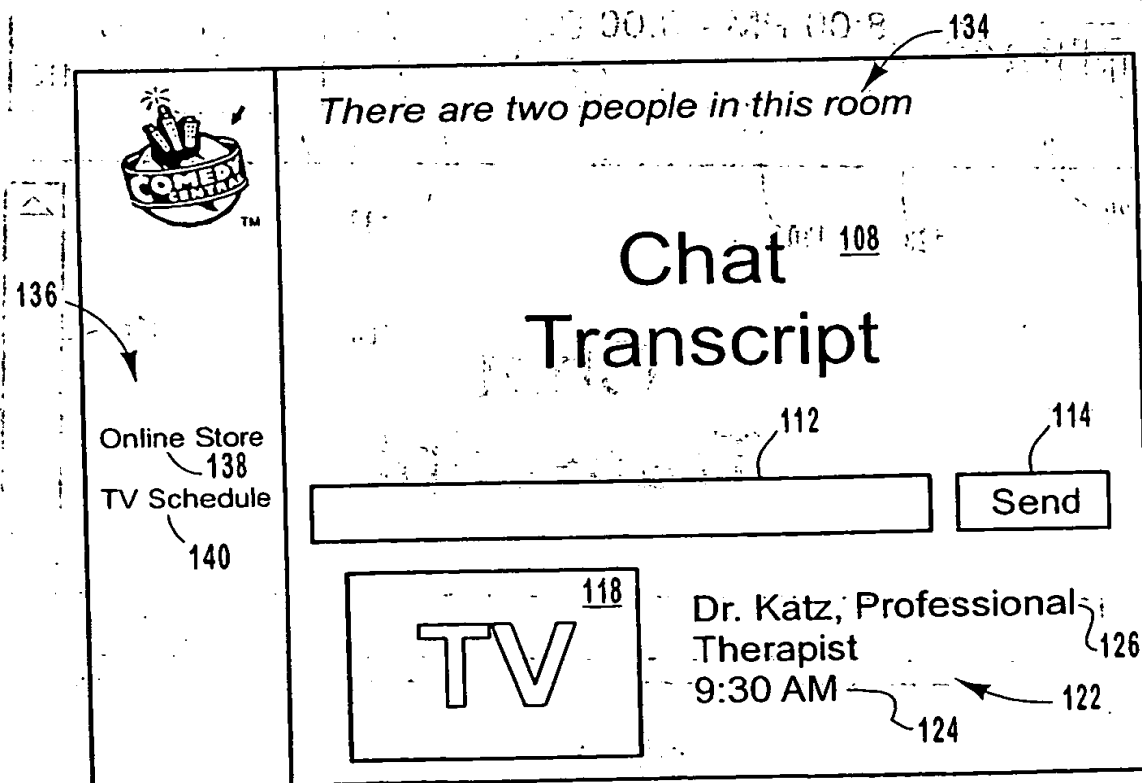 134
There are two people in this room
COMEDY
CENTRAL
TM
Chat
Transcript
108
136
Online Store
138
TV Schedule
140
112
114
Send
118
TV
Dr. Katz, Professional
Therapist
9:30 AM
126
122
124